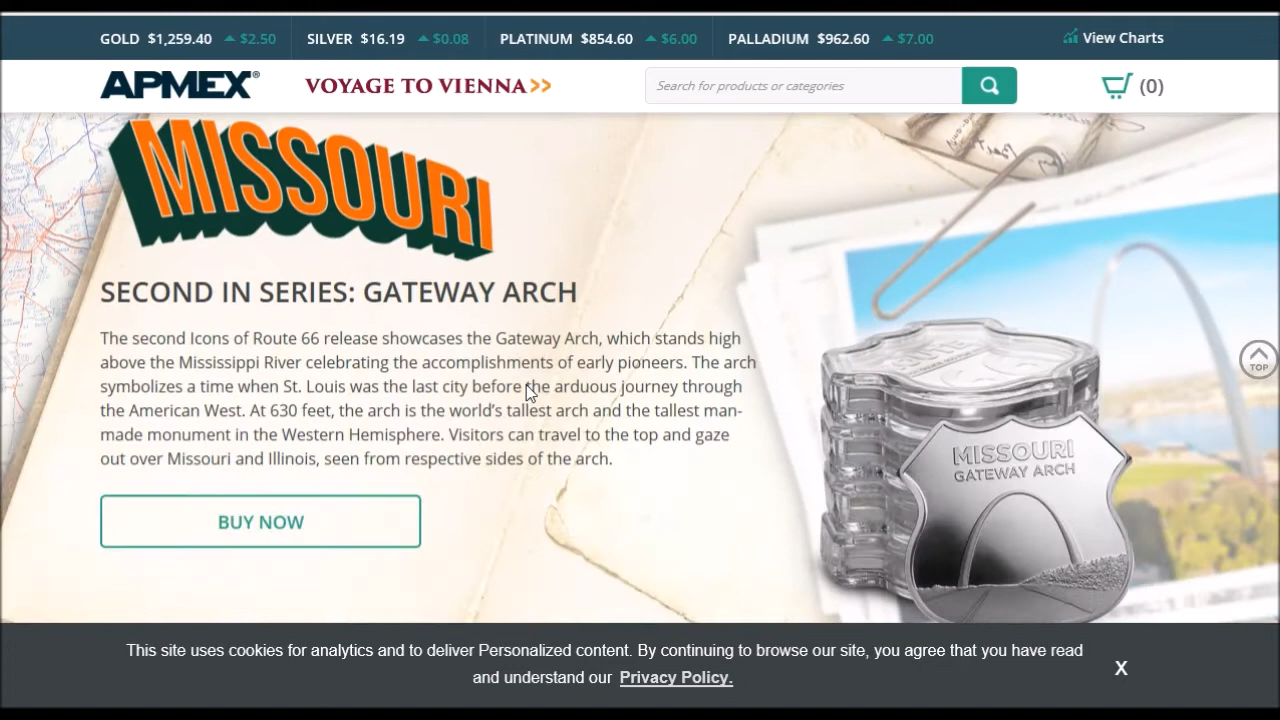 GOLD $1,259.40 $2.50 SILVER $16.19 $0.08 PLATINUM $854.60 $6.00 PALLADIUM $962.60 $7.00 View Charts
APMEX® VOYAGE TO VIENNA>> Search for products or categories (0)
MISSOURI
SECOND IN SERIES: GATEWAY ARCH
The second Icons of Route 66 release showcases the Gateway Arch, which stands high
above the Mississippi River celebrating the accomplishments of early pioneers. The arch
symbolizes a time when St. Louis was the last city before the arduous journey through
the American West. At 630 feet, the arch is the world's tallest arch and the tallest man-
made monument in the Western Hemisphere. Visitors can travel to the top and gaze
out over Missouri and Illinois, seen from respective sides of the arch.
BUY NOW
MISSOURI
GATEWAY ARCH
TOP
This site uses cookies for analytics and to deliver Personalized content. By continuing to browse our site, you agree that you have read
and understand our Privacy Policy.
X